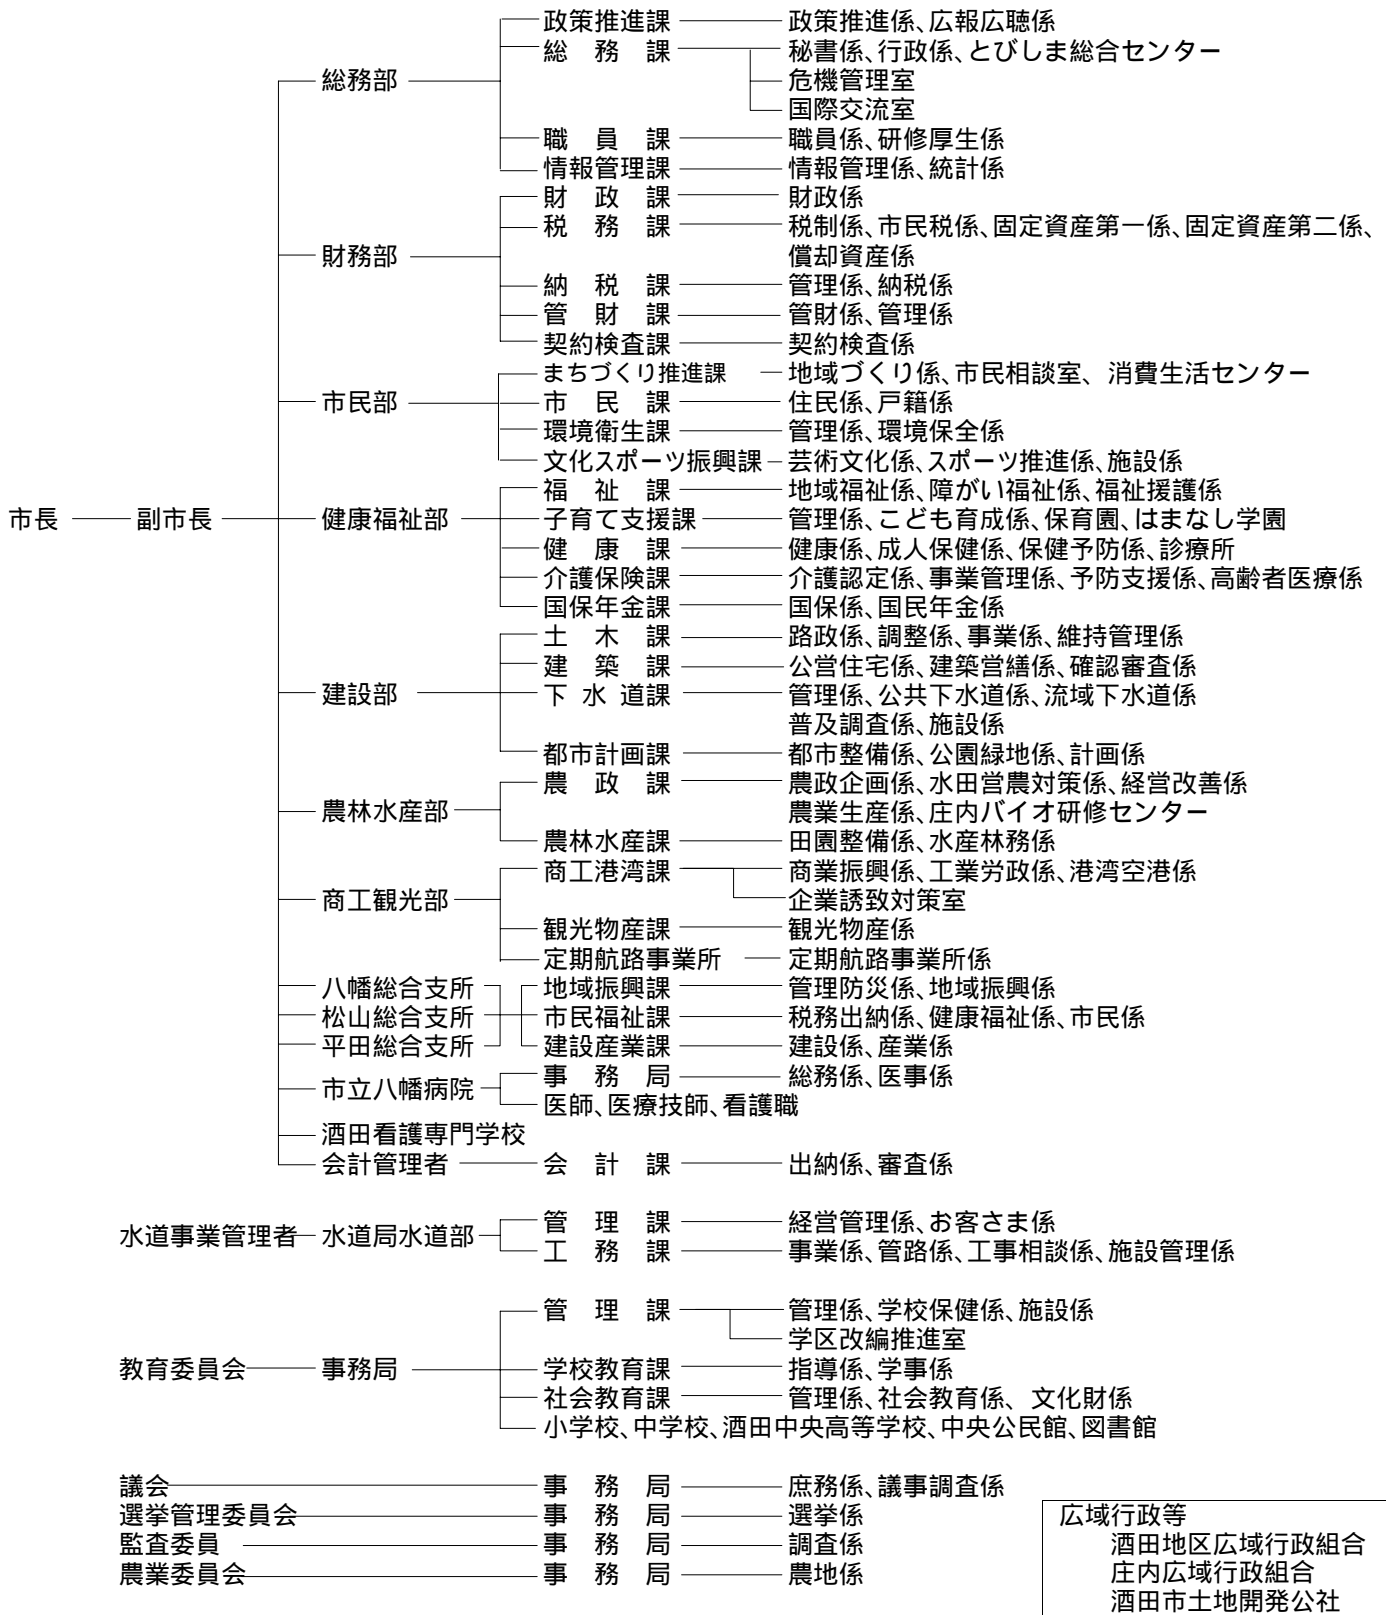 政策推進課 政策推進係、広報広聴係
総務課 秘書係、行政係、とびしま総合センター
総務部 危機管理室
国際交流室
職員課 職員係、研修厚生係
情報管理課 情報管理係、統計係
財政課 財政係
税務課 税制係、市民税係、固定資産第一係、固定資産第二係、
財務部 償却資産係
納税課 管理係、納税係
管財課 管財係、管理係
契約検査課 契約検査係
まちづくり推進課 地域づくり係、市民相談室、消費生活センター
市民部 市民課 住民係、戸籍係
環境衛生課 管理係、環境保全係
文化スポーツ振興課 芸術文化係、スポーツ推進係、施設係
福祉課 地域福祉係、障がい福祉係、福祉援護係
市長 副市長 健康福祉部 子育て支援課 管理係、こども育成係、保育園、はまなし学園
健康課 健康係、成人保健係、保健予防係、診療所
介護保険課 介護認定係、事業管理係、予防支援係、高齢者医療係
国保年金課 国保係、国民年金係
土木課 路政係、調整係、事業係、維持管理係
建築課 公営住宅係、建築営繕係、確認審査係
建設部 下水道課 管理係、公共下水道係、流域下水道係
普及調査係、施設係
都市計画課 都市整備係、公園緑地係、計画係
農政課 農政企画係、水田営農対策係、経営改善係
農林水産部 農業生産係、庄内バイオ研修センター
農林水産課 田園整備係、水産林務係
商工港湾課 商業振興係、工業労政係、港湾空港係
商工観光部 企業誘致対策室
観光物産課 観光物産係
定期航路事業所 定期航路事業所係
八幡総合支所 地域振興課 管理防災係、地域振興係
松山総合支所 市民福祉課 税務出納係、健康福祉係、市民係
平田総合支所 建設産業課 建設係、産業係
市立八幡病院 事務局 総務係、医事係
医師、医療技師、看護職
酒田看護専門学校
会計管理者 会計課 出納係、審査係
水道事業管理者 水道局水道部 管理課 経営管理係、お客さま係
工務課 事業係、管路係、工事相談係、施設管理係
管理課 管理係、学校保健係、施設係
学区改編推進室
教育委員会 事務局 学校教育課 指導係、学事係
社会教育課 管理係、社会教育係、文化財係
小学校、中学校、酒田中央高等学校、中央公民館、図書館
議会 事務局 庶務係、議事調査係
選挙管理委員会 事務局 選挙係
監査委員 事務局 調査係
農業委員会 事務局 農地係
広域行政等
酒田地区広域行政組合
庄内広域行政組合
酒田市土地開発公社